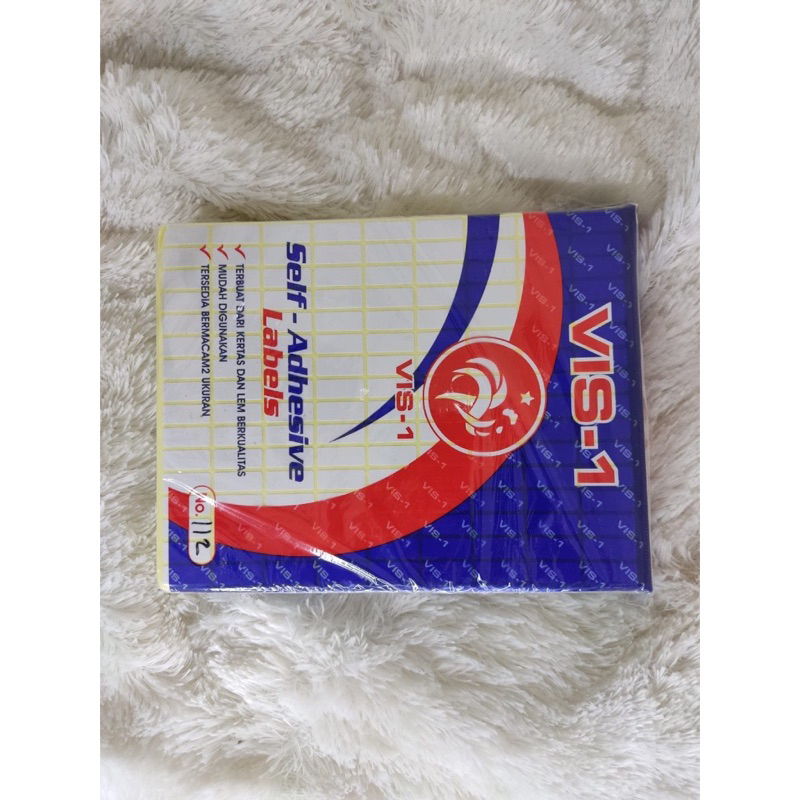 VIS-1
VIS-1
Self - Adhesive
Labels
TERBUAT DARI KERTAS DAN LEM BERKUALITAS
MUDAH DIGUNAKAN
TERSEDIA BERMACAM2 UKURAN
No. 112